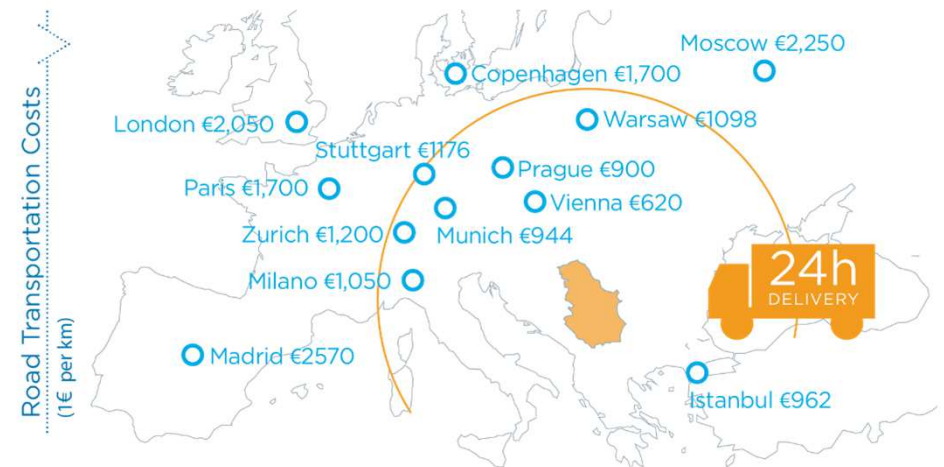 Road Transportation Costs
(1€ per km)
Moscow €2,250
Copenhagen €1,700
London €2,050
Warsaw €1098
Stuttgart €1176
Prague €900
Paris €1,700
Vienna €620
Zurich €1,200
Munich €944
Milano €1,050
24h
DELIVERY
Madrid €2570
Istanbul €962